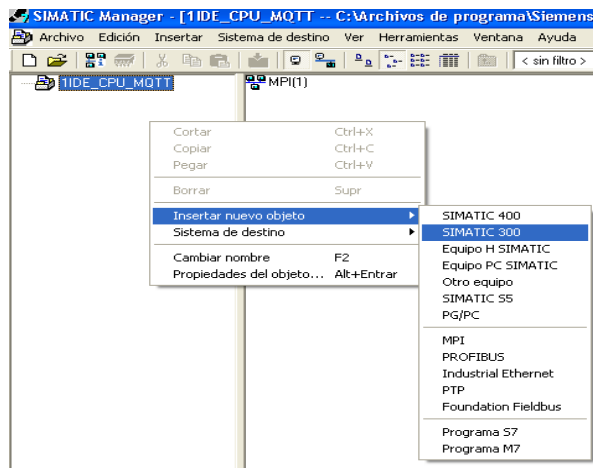 SIMATIC Manager - [1IDE_CPU_MQTT -- C:\Archivos de programa\Siemens
Archivo Edición Insertar Sistema de destino Ver Herramientas Ventana Ayuda
< sin filtro >
1IDE_CPU_MQTT
MPI(1)
Cortar Ctrl+X
Copiar Ctrl+C
Pegar Ctrl+V
Borrar Supr
Insertar nuevo objeto
Sistema de destino
Cambiar nombre F2
Propiedades del objeto... Alt+Entrar
SIMATIC 400
SIMATIC 300
Equipo H SIMATIC
Equipo PC SIMATIC
Otro equipo
SIMATIC S5
PG/PC
MPI
PROFIBUS
Industrial Ethernet
PTP
Foundation Fieldbus
Programa S7
Programa M7